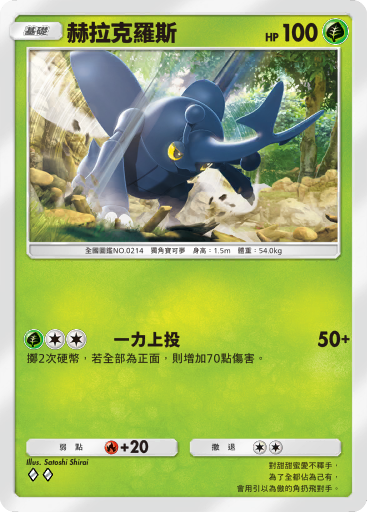 基礎
赫拉克羅斯
HP 100
全國圖鑑NO.0214 獨角寶可夢 身高：1.5m 體重：54.0kg
一力上投 50+
擲2次硬幣，若全部為正面，則增加70點傷害。
弱點 +20 撤退
Illus. Satoshi Shirai
對甜甜蜜愛不釋手，
為了全都佔為己有，
會用引以為傲的角扔飛對手。